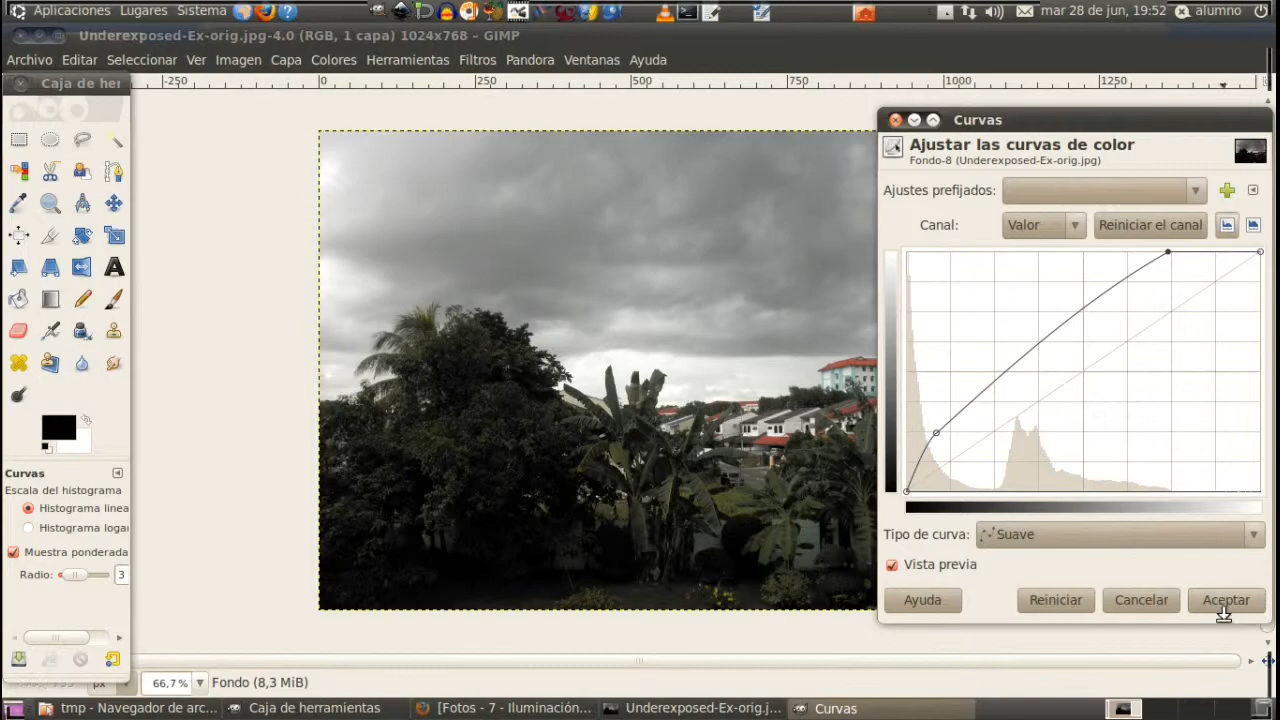 Aplicaciones Lugares Sistema
mar 28 de jun, 19:52 alumno
Underexposed-Ex-orig.jpg-4.0 (RGB, 1 capa) 1024x768 – GIMP
Archivo Editar Seleccionar Ver Imagen Capa Colores Herramientas Filtros Pandora Ventanas Ayuda
Caja de her
-250 0 250 500 750 1000 1250
Curvas
Ajustar las curvas de color
Fondo-8 (Underexposed-Ex-orig.jpg)
Ajustes prefijados:
Canal: Valor Reiniciar el canal
Tipo de curva: Suave
Vista previa
Ayuda Reiniciar Cancelar Aceptar
Curvas
Escala del histograma
Histograma linea
Histograma logar
Muestra ponderada
Radio: 3
px 66,7% Fondo (8,3 MiB)
tmp - Navegador de arc... Caja de herramientas [Fotos - 7 - Iluminación... Underexposed-Ex-orig.j... Curvas